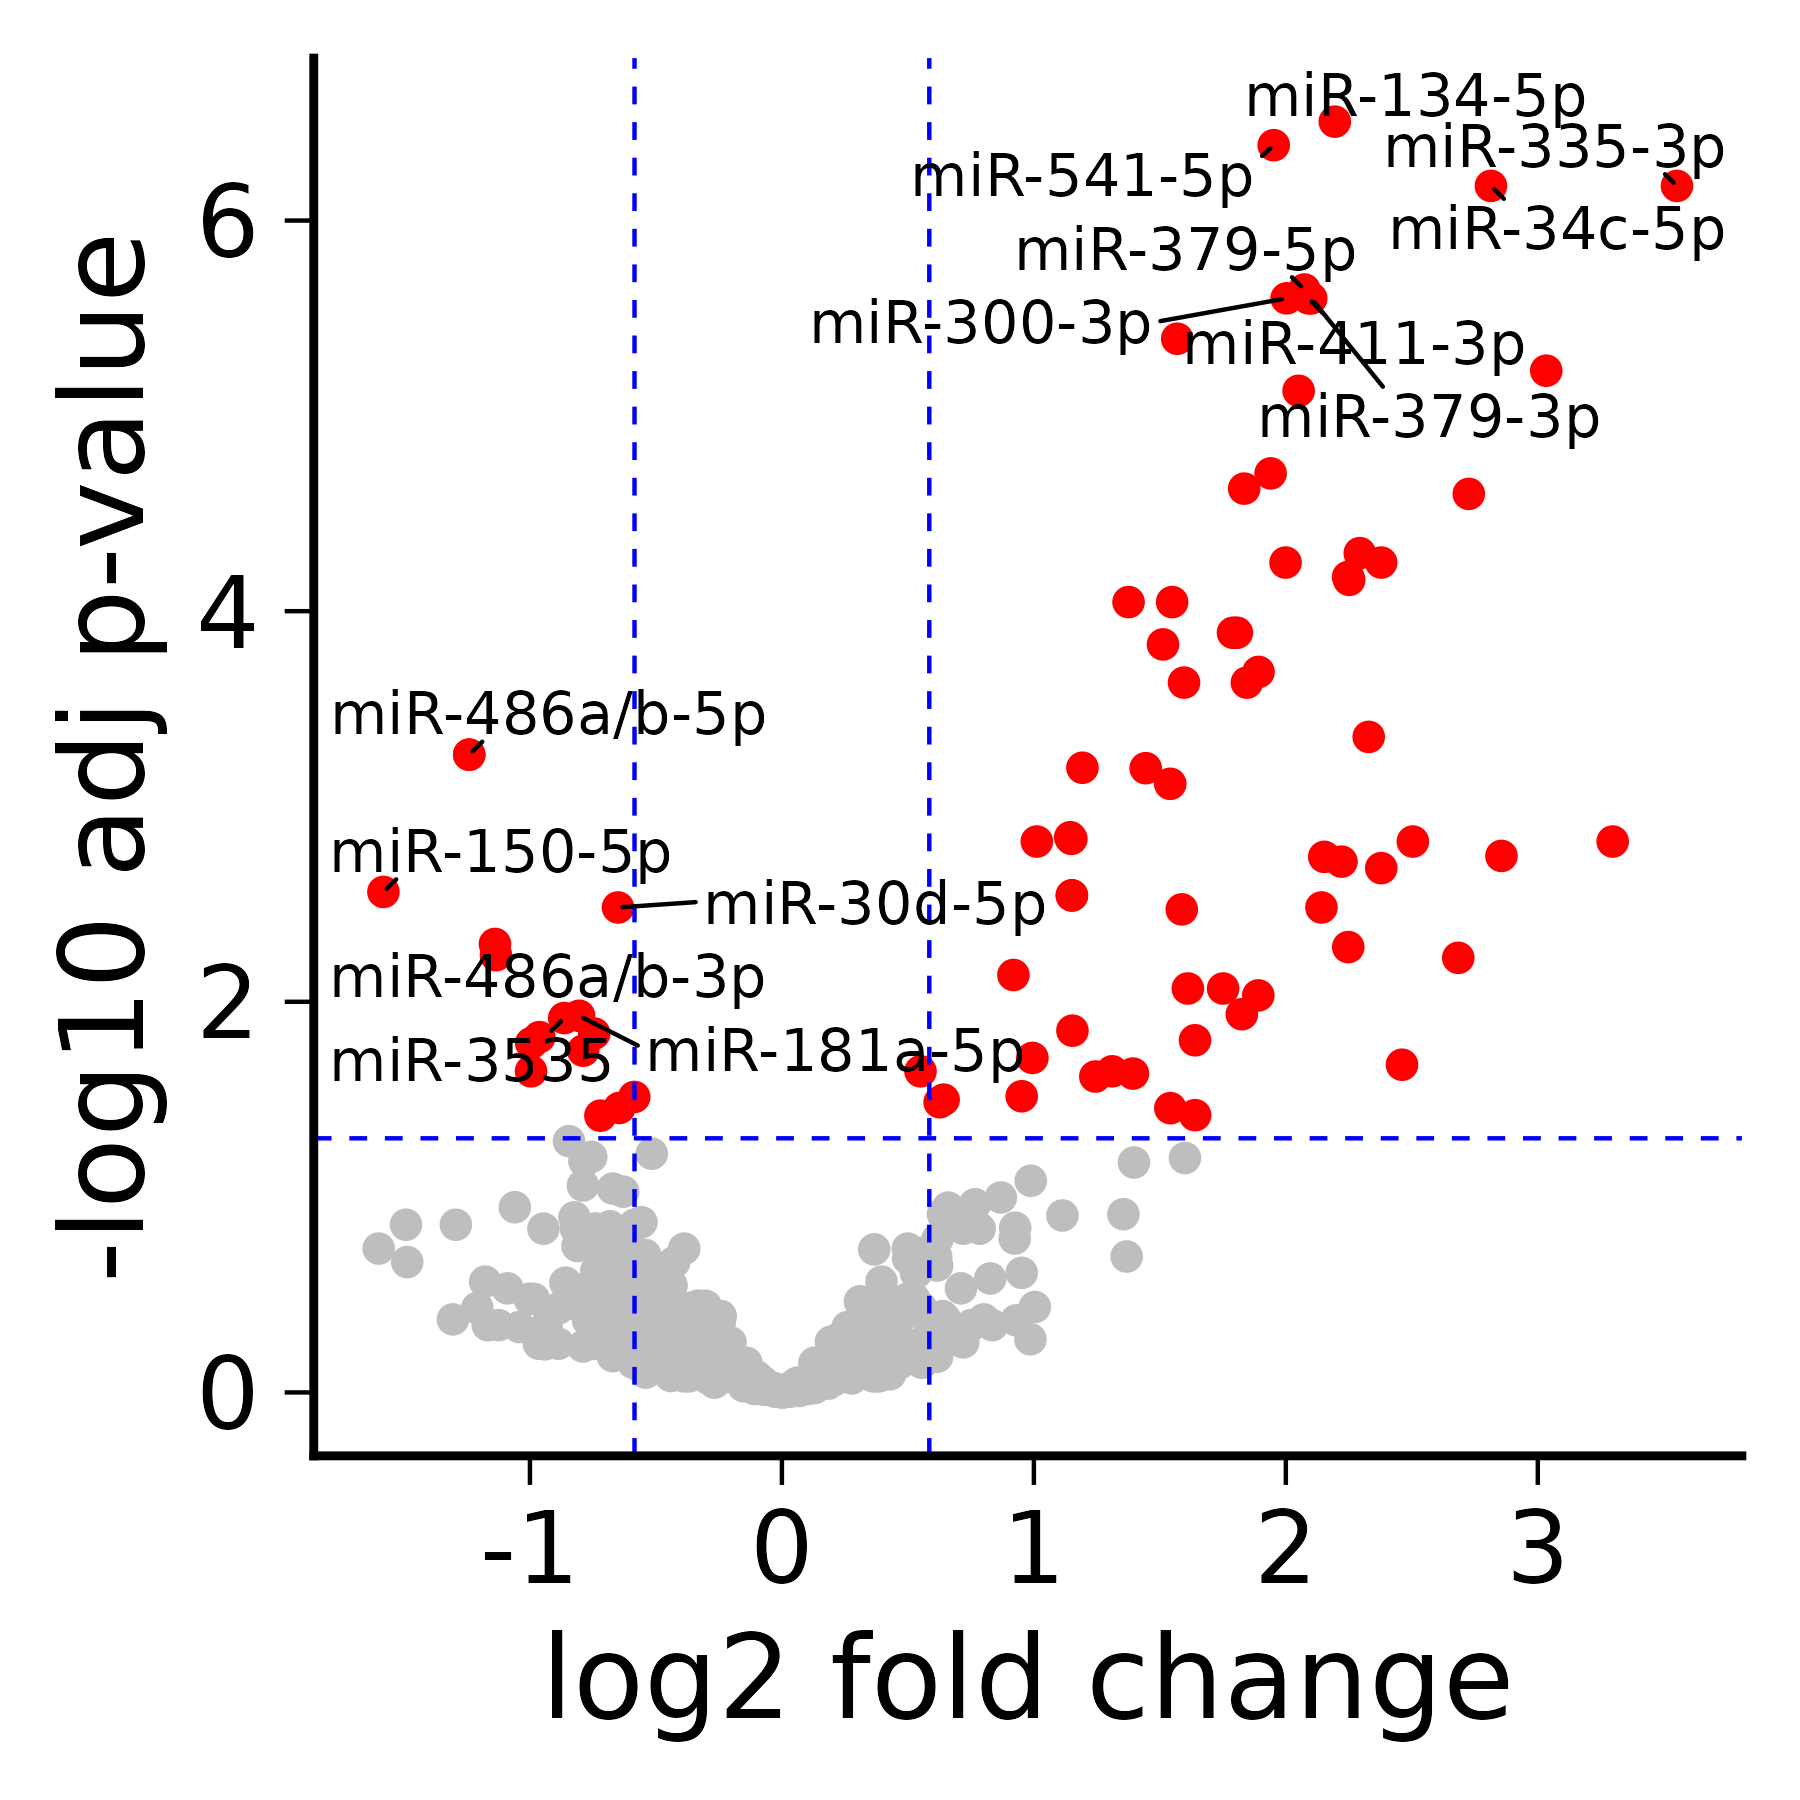 miR-134-5p
miR-335-3p
miR-541-5p
miR-34c-5p
miR-379-5p
miR-300-3p
miR-411-3p
miR-379-3p
miR-486a/b-5p
miR-150-5p
miR-30d-5p
miR-486a/b-3p
miR-181a-5p
miR-3535
6
4
2
0
-log10 adj p-value
-1 0 1 2 3
log2 fold change